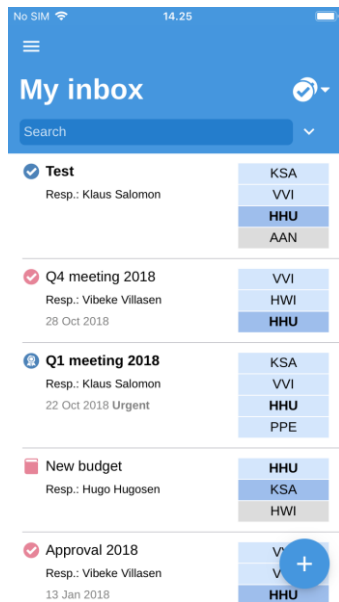 No SIM 14.25
My inbox
Search
Test
Resp.: Klaus Salomon
KSA
VVI
HHU
AAN
Q4 meeting 2018
Resp.: Vibeke Villasen
28 Oct 2018
VVI
HWI
HHU
Q1 meeting 2018
Resp.: Klaus Salomon
22 Oct 2018 Urgent
KSA
VVI
HHU
PPE
New budget
Resp.: Hugo Hugosen
HHU
KSA
HWI
Approval 2018
Resp.: Vibeke Villasen
13 Jan 2018
HHU